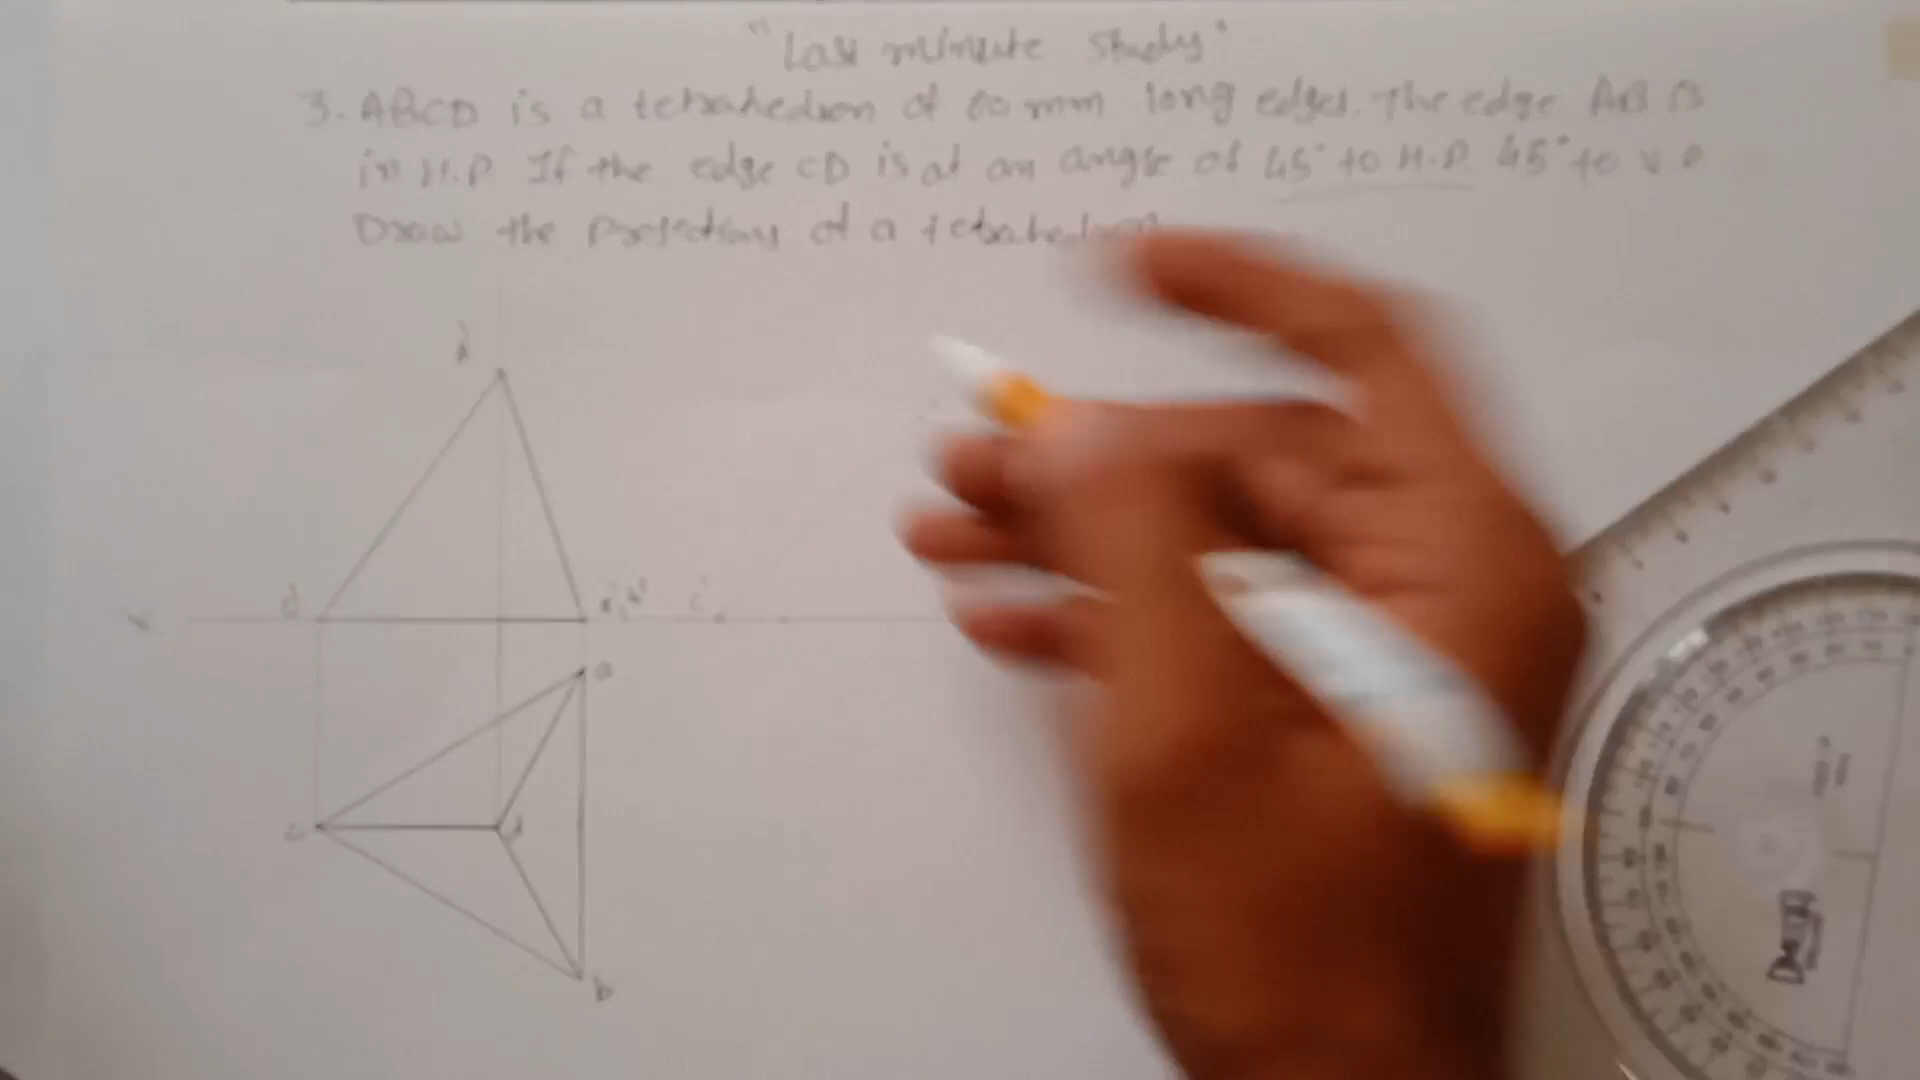 "Last minute study"
3. ABCD is a tetrahedron of 60 mm long edges. The edge AB is
in H.P. If the edge CD is at an angle of 45° to H.P. 45° to V.P
Draw the projections of a tetrahedron
d'
c' a', b' c'
X
a
c d
b